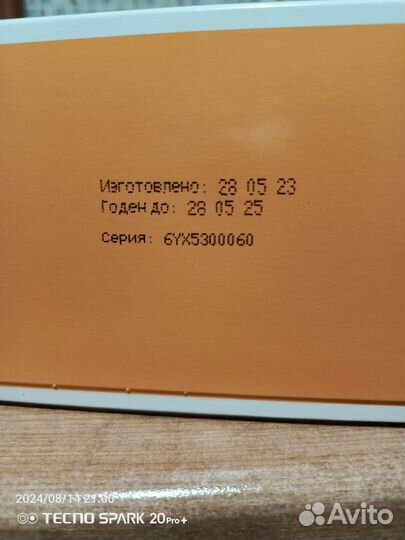 Изготовлено: 28 05 23
Годен до: 28 05 25
Серия: 6YX5300060
2024/08/14 21:00
TECNO SPARK 20Pro+
Avito